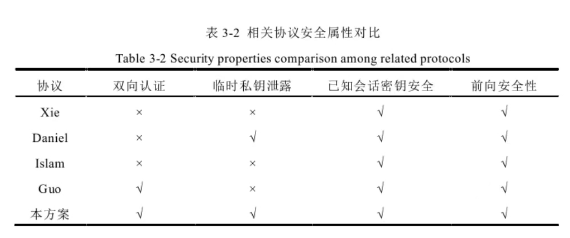 表 3-2 相关协议安全属性对比
Table 3-2 Security properties comparison among related protocols
协议 双向认证 临时私钥泄露 已知会话密钥安全 前向安全性
Xie × × √ √
Daniel × √ √ √
Islam × × √ √
Guo √ × √ √
本方案 √ √ √ √